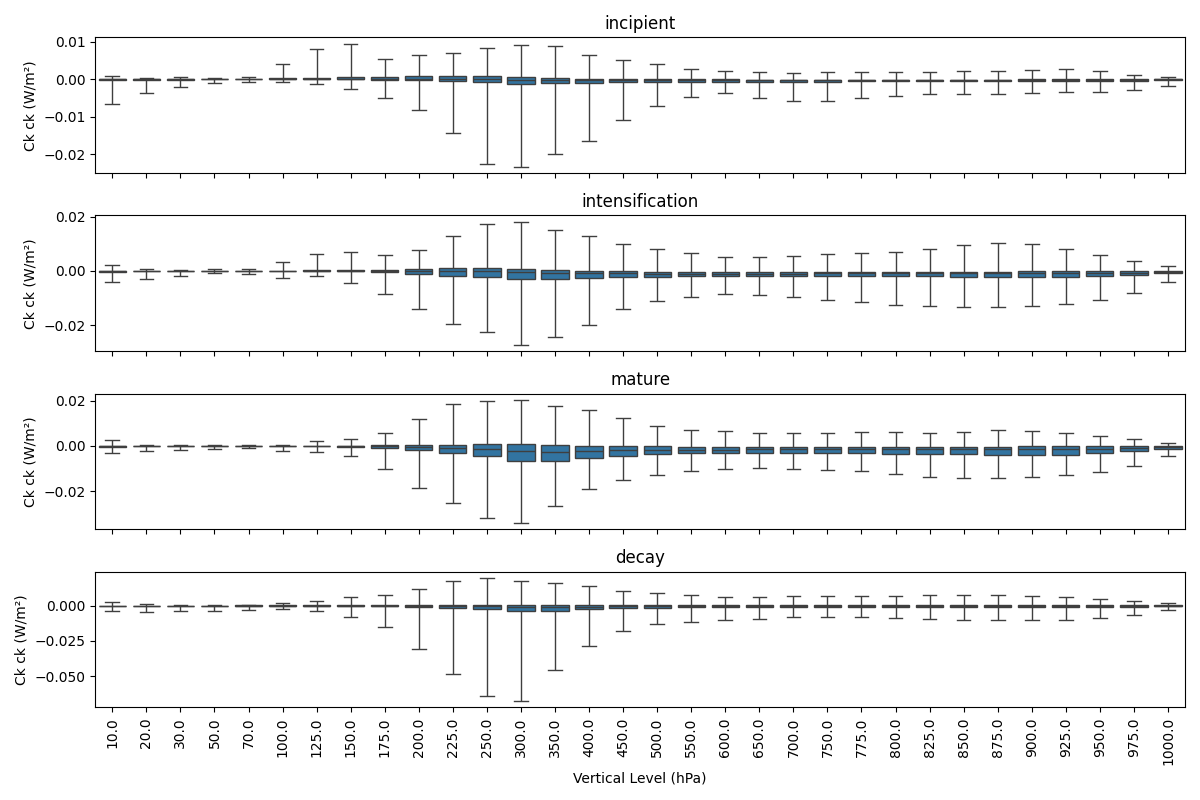 incipient
0.01
0.00
−0.01
−0.02
Ck ck (W/m²)
intensification
0.02
0.00
−0.02
Ck ck (W/m²)
mature
0.02
0.00
−0.02
Ck ck (W/m²)
decay
0.000
−0.025
−0.050
Ck ck (W/m²)
10.0 20.0 30.0 50.0 70.0 100.0 125.0 150.0 175.0 200.0 225.0 250.0 300.0 350.0 400.0 450.0 500.0 550.0 600.0 650.0 700.0 750.0 775.0 800.0 825.0 850.0 875.0 900.0 925.0 950.0 975.0 1000.0
Vertical Level (hPa)